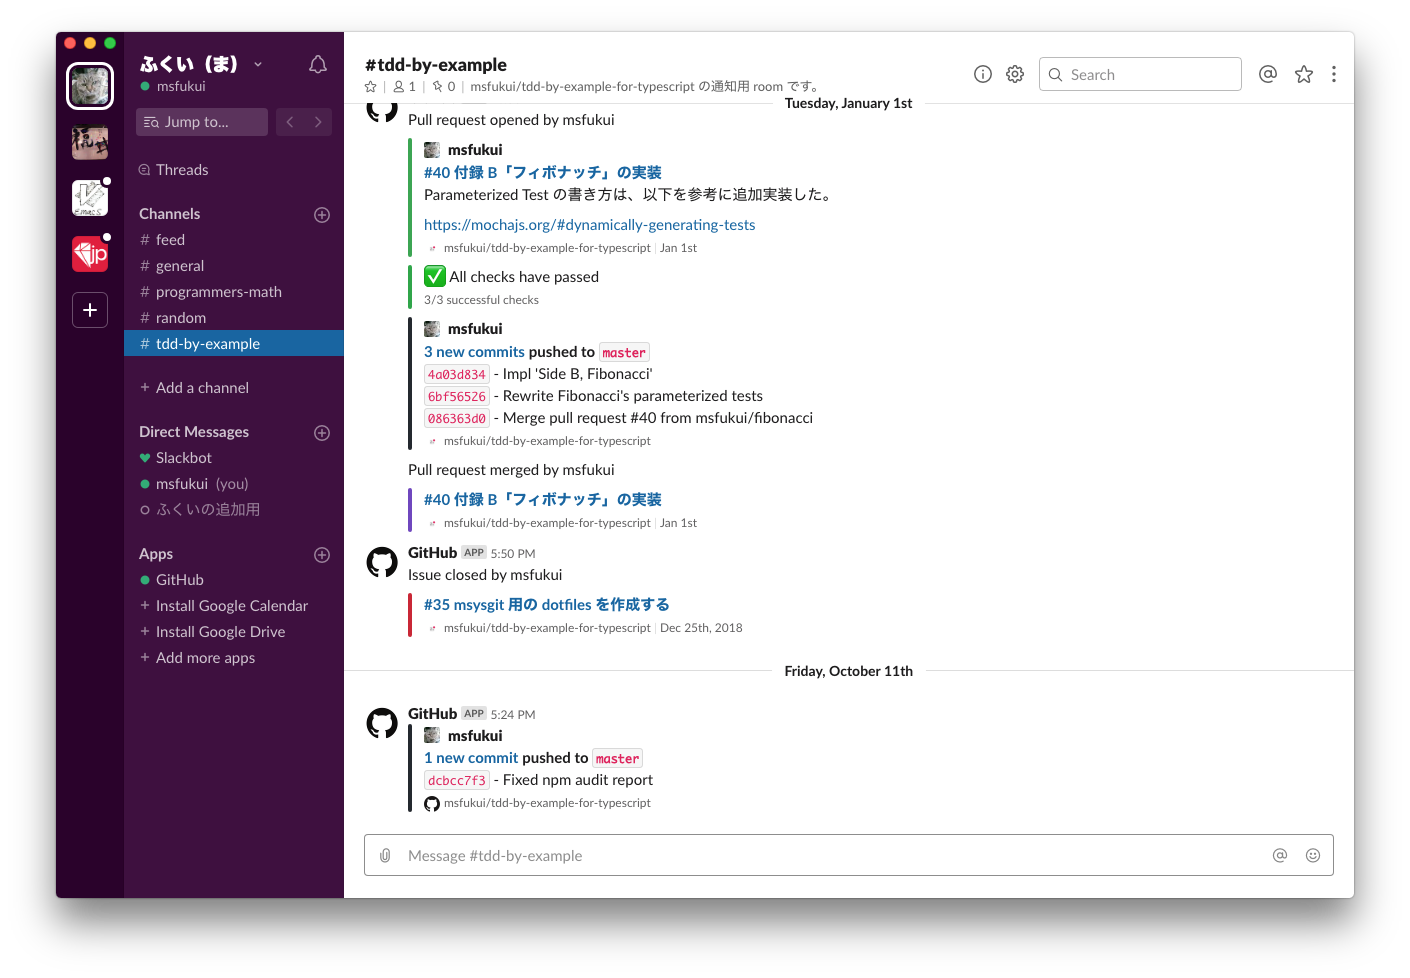 ふくい（ま）
msfukui
Jump to...
Threads
Channels
# feed
# general
# programmers-math
# random
# tdd-by-example
+ Add a channel
Direct Messages
Slackbot
msfukui (you)
ふくいの追加用
Apps
GitHub
+ Install Google Calendar
+ Install Google Drive
+ Add more apps
Emacs
jp
#tdd-by-example
1 | 0 | msfukui/tdd-by-example-for-typescript の通知用 room です。
Search
Tuesday, January 1st
Pull request opened by msfukui
msfukui
#40 付録 B「フィボナッチ」の実装
Parameterized Test の書き方は、以下を参考に追加実装した。
https://mochajs.org/#dynamically-generating-tests
msfukui/tdd-by-example-for-typescript | Jan 1st
All checks have passed
3/3 successful checks
msfukui
3 new commits pushed to master
4a03d834 - Impl 'Side B, Fibonacci'
6bf56526 - Rewrite Fibonacci's parameterized tests
086363d0 - Merge pull request #40 from msfukui/fibonacci
msfukui/tdd-by-example-for-typescript
Pull request merged by msfukui
#40 付録 B「フィボナッチ」の実装
msfukui/tdd-by-example-for-typescript | Jan 1st
GitHub APP 5:50 PM
Issue closed by msfukui
#35 msysgit 用の dotfiles を作成する
msfukui/tdd-by-example-for-typescript | Dec 25th, 2018
Friday, October 11th
GitHub APP 5:24 PM
msfukui
1 new commit pushed to master
dcbcc7f3 - Fixed npm audit report
msfukui/tdd-by-example-for-typescript
Message #tdd-by-example